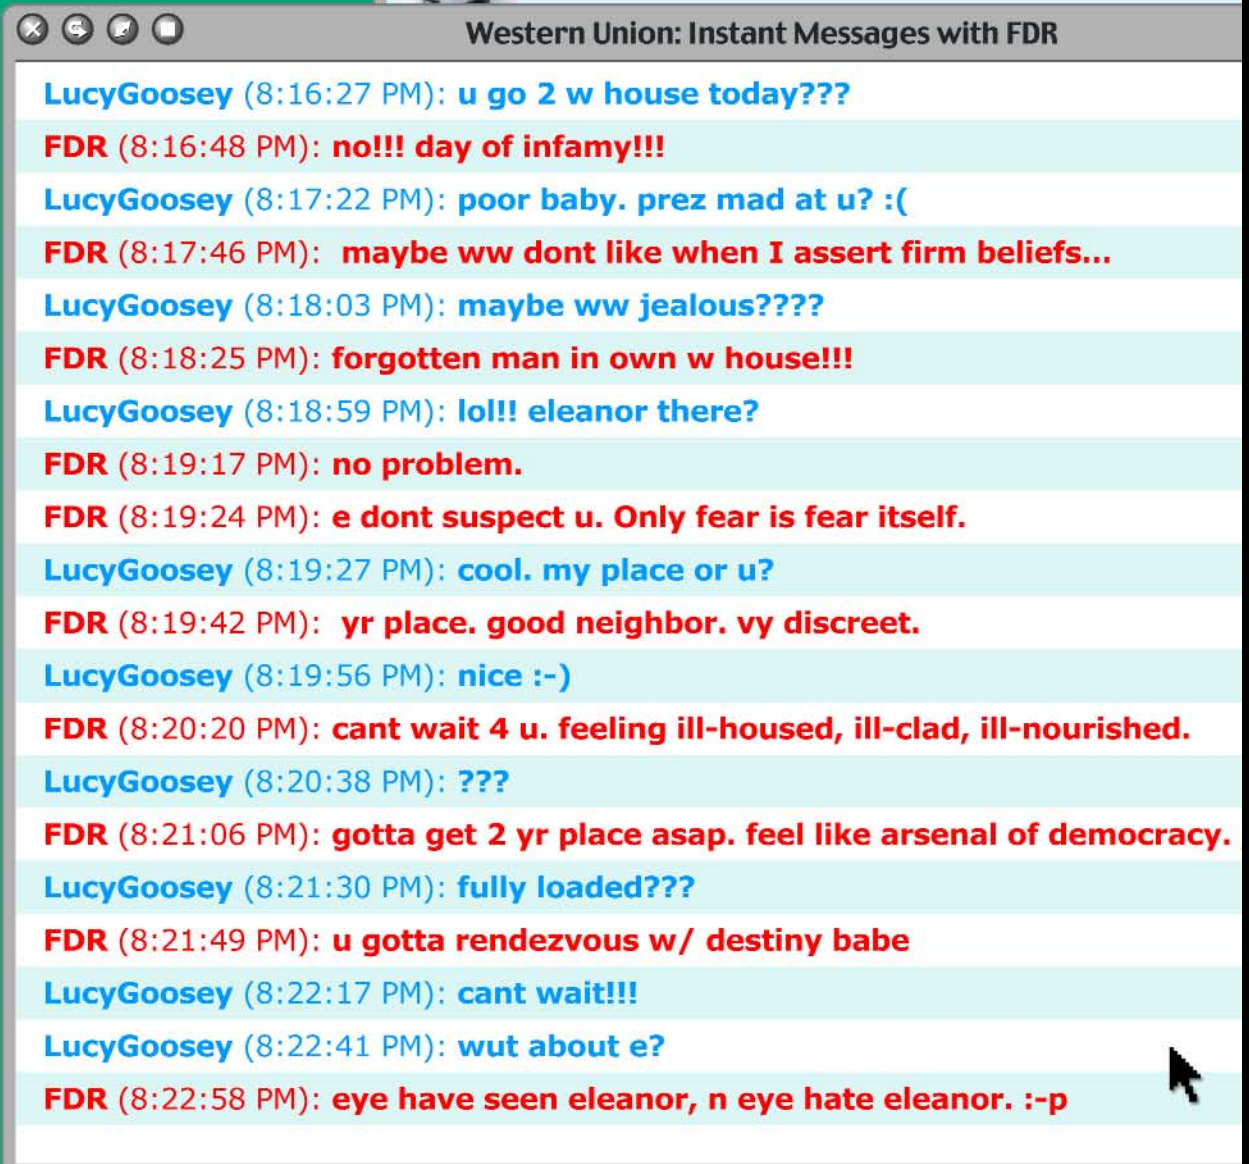 Western Union: Instant Messages with FDR
LucyGoosey (8:16:27 PM): u go 2 w house today???
FDR (8:16:48 PM): no!!! day of infamy!!!
LucyGoosey (8:17:22 PM): poor baby. prez mad at u? :(
FDR (8:17:46 PM): maybe ww dont like when I assert firm beliefs...
LucyGoosey (8:18:03 PM): maybe ww jealous????
FDR (8:18:25 PM): forgotten man in own w house!!!
LucyGoosey (8:18:59 PM): lol!! eleanor there?
FDR (8:19:17 PM): no problem.
FDR (8:19:24 PM): e dont suspect u. Only fear is fear itself.
LucyGoosey (8:19:27 PM): cool. my place or u?
FDR (8:19:42 PM): yr place. good neighbor. vy discreet.
LucyGoosey (8:19:56 PM): nice :-)
FDR (8:20:20 PM): cant wait 4 u. feeling ill-housed, ill-clad, ill-nourished.
LucyGoosey (8:20:38 PM): ???
FDR (8:21:06 PM): gotta get 2 yr place asap. feel like arsenal of democracy.
LucyGoosey (8:21:30 PM): fully loaded???
FDR (8:21:49 PM): u gotta rendezvous w/ destiny babe
LucyGoosey (8:22:17 PM): cant wait!!!
LucyGoosey (8:22:41 PM): wut about e?
FDR (8:22:58 PM): eye have seen eleanor, n eye hate eleanor. :-p